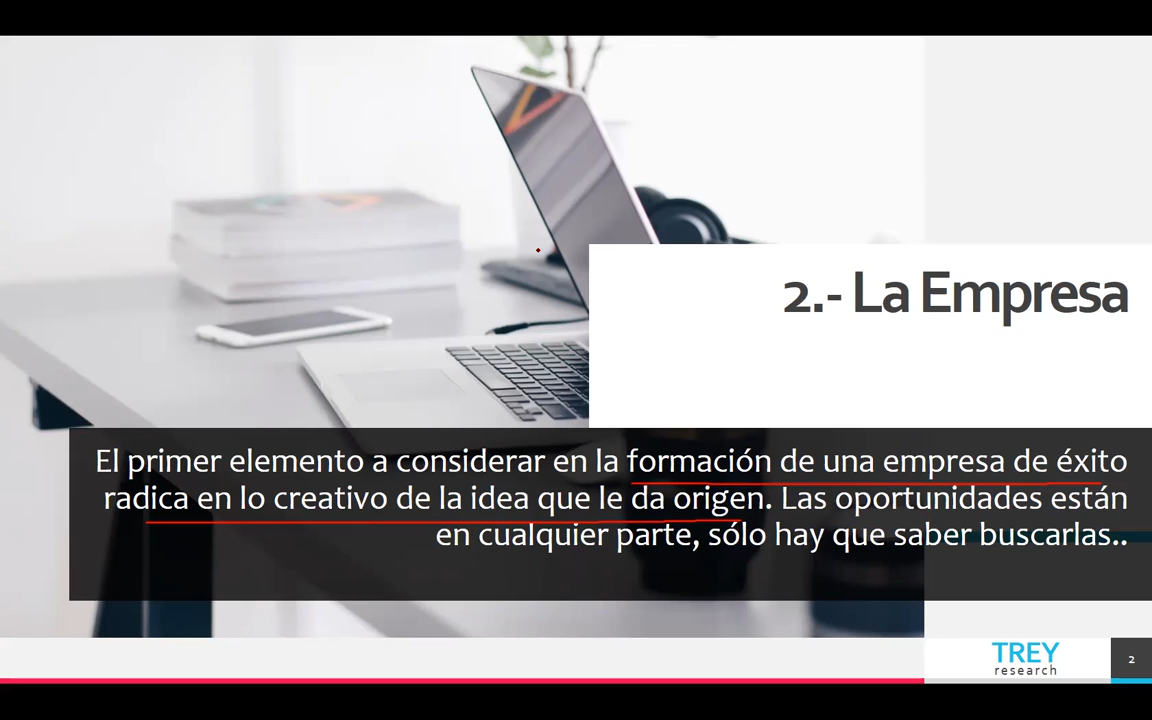 2.- La Empresa
El primer elemento a considerar en la formación de una empresa de éxito
radica en lo creativo de la idea que le da origen. Las oportunidades están
en cualquier parte, sólo hay que saber buscarlas..
TREY
research
2